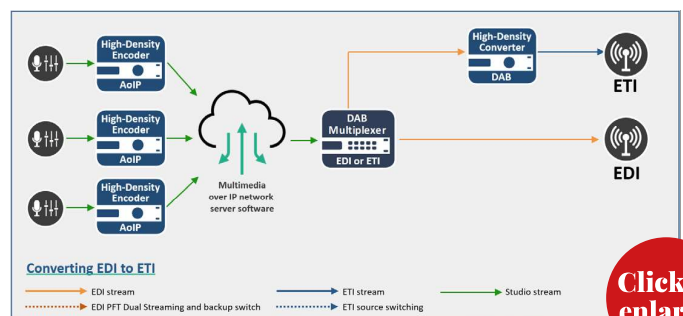 High-Density
Encoder
AoIP
High-Density
Encoder
AoIP
High-Density
Encoder
AoIP
Multimedia
over IP network
server software
DAB
Multiplexer
EDI or ETI
High-Density
Converter
DAB
ETI
EDI
Converting EDI to ETI
EDI stream
ETI stream
Studio stream
EDI PFT Dual Streaming and backup switch
ETI source switching
Click
enlar